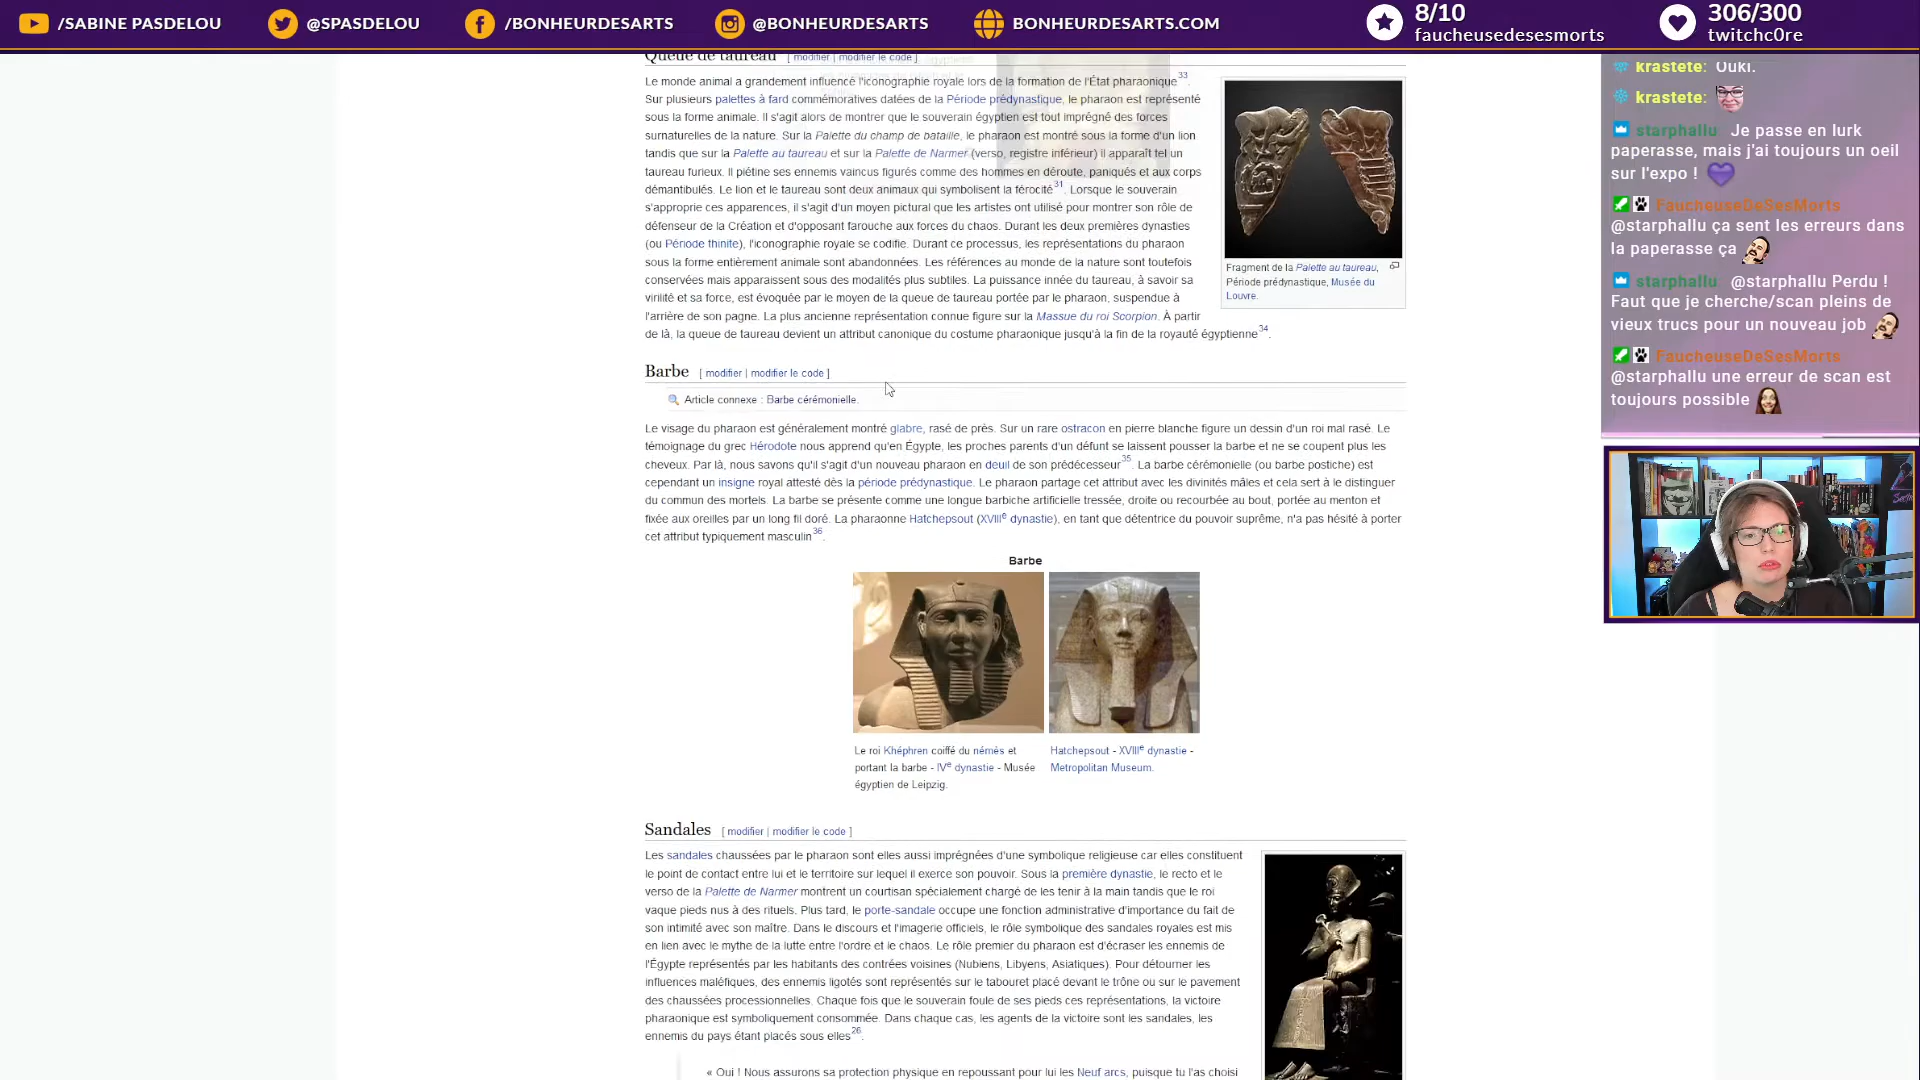 /SABINE PASDELOU
@SPASDELOU
/BONHEURDESARTS
@BONHEURDESARTS
BONHEURDESARTS.COM
8/10
faucheusedesesmorts
306/300
twitchc0re
Queue de taureau [ modifier | modifier le code ]
Le monde animal a grandement influencé l'iconographie royale lors de la formation de l'État pharaonique33.
Sur plusieurs palettes à fard commémoratives datées de la Période prédynastique, le pharaon est représenté
sous la forme animale. Il s'agit alors de montrer que le souverain égyptien est tout imprégné des forces
surnaturelles de la nature. Sur la Palette du champ de bataille, le pharaon est montré sous la forme d'un lion
tandis que sur la Palette au taureau et sur la Palette de Narmer (verso, registre inférieur) il apparaît tel un
taureau furieux. Il piétine ses ennemis vaincus figurés comme des hommes en déroute, paniqués et aux corps
démantibulés. Le lion et le taureau sont deux animaux qui symbolisent la férocité31. Lorsque le souverain
s'approprie ces apparences, il s'agit d'un moyen pictural que les artistes ont utilisé pour montrer son rôle de
défenseur de la Création et d'opposant farouche aux forces du chaos. Durant les deux premières dynasties
(ou Période thinite), l'iconographie royale se codifie. Durant ce processus, les représentations du pharaon
sous la forme entièrement animale sont abandonnées. Les références au monde de la nature sont toutefois
conservées mais apparaissent sous des modalités plus subtiles. La puissance innée du taureau, à savoir sa
virilité et sa force, est évoquée par le moyen de la queue de taureau portée par le pharaon, suspendue à
l'arrière de son pagne. La plus ancienne représentation connue figure sur la Massue du roi Scorpion. À partir
de là, la queue de taureau devient un attribut canonique du costume pharaonique jusqu'à la fin de la royauté égyptienne34.
Fragment de la Palette au taureau,
Période prédynastique, Musée du
Louvre.
Barbe [ modifier | modifier le code ]
Article connexe : Barbe cérémonielle.
Le visage du pharaon est généralement montré glabre, rasé de près. Sur un rare ostracon en pierre blanche figure un dessin d'un roi mal rasé. Le
témoignage du grec Hérodote nous apprend qu'en Égypte, les proches parents d'un défunt se laissent pousser la barbe et ne se coupent plus les
cheveux. Par là, nous savons qu'il s'agit d'un nouveau pharaon en deuil de son prédécesseur35. La barbe cérémonielle (ou barbe postiche) est
cependant un insigne royal attesté dès la période prédynastique. Le pharaon partage cet attribut avec les divinités mâles et cela sert à le distinguer
du commun des mortels. La barbe se présente comme une longue barbiche artificielle tressée, droite ou recourbée au bout, portée au menton et
fixée aux oreilles par un long fil doré. La pharaonne Hatchepsout (XVIIIe dynastie), en tant que détentrice du pouvoir suprême, n'a pas hésité à porter
cet attribut typiquement masculin36.
Barbe
Le roi Khéphren coiffé du némès et
portant la barbe - IVe dynastie - Musée
égyptien de Leipzig.
Hatchepsout - XVIIIe dynastie -
Metropolitan Museum.
Sandales [ modifier | modifier le code ]
Les sandales chaussées par le pharaon sont elles aussi imprégnées d'une symbolique religieuse car elles constituent
le point de contact entre lui et le territoire sur lequel il exerce son pouvoir. Sous la première dynastie, le recto et le
verso de la Palette de Narmer montrent un courtisan spécialement chargé de les tenir à la main tandis que le roi
vaque pieds nus à des rituels. Plus tard, le porte-sandale occupe une fonction administrative d'importance du fait de
son intimité avec son maître. Dans le discours et l'imagerie officiels, le rôle symbolique des sandales royales est mis
en lien avec le mythe de la lutte entre l'ordre et le chaos. Le rôle premier du pharaon est d'écraser les ennemis de
l'Égypte représentés par les habitants des contrées voisines (Nubiens, Libyens, Asiatiques). Pour détourner les
influences maléfiques, des ennemis ligotés sont représentés sur le tabouret placé devant le trône ou sur le pavement
des chaussées processionnelles. Chaque fois que le souverain foule de ses pieds ces représentations, la victoire
pharaonique est symboliquement consommée. Dans chaque cas, les agents de la victoire sont les sandales, les
ennemis du pays étant placés sous elles26.
« Oui ! Nous assurons sa protection physique en repoussant pour lui les Neuf arcs, puisque tu l'as choisi
krastete: Ouki.
krastete:
starphallu: Je passe en lurk
paperasse, mais j'ai toujours un oeil
sur l'expo !
FaucheuseDeSesMorts:
@starphallu ça sent les erreurs dans
la paperasse ça
starphallu: @starphallu Perdu !
Faut que je cherche/scan pleins de
vieux trucs pour un nouveau job
FaucheuseDeSesMorts:
@starphallu une erreur de scan est
toujours possible